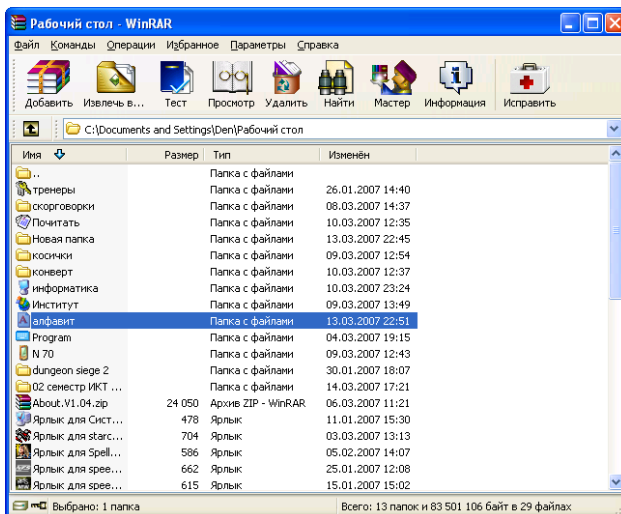 Рабочий стол - WinRAR
Файл Команды Операции Избранное Параметры Справка
Добавить Извлечь в... Тест Просмотр Удалить Найти Мастер Информация Исправить
C:\Documents and Settings\Den\Рабочий стол
Имя Размер Тип Изменён
.. Папка с файлами
тренеры Папка с файлами 26.01.2007 14:40
скорговорки Папка с файлами 08.03.2007 14:37
Почитать Папка с файлами 10.03.2007 12:35
Новая папка Папка с файлами 13.03.2007 22:45
косички Папка с файлами 09.03.2007 12:54
конверт Папка с файлами 10.03.2007 12:37
информатика Папка с файлами 10.03.2007 23:24
Институт Папка с файлами 09.03.2007 13:49
алфавит Папка с файлами 13.03.2007 22:51
Program Папка с файлами 04.03.2007 19:15
N 70 Папка с файлами 09.03.2007 12:43
dungeon siege 2 Папка с файлами 30.01.2007 18:07
02 семестр ИКТ ... Папка с файлами 14.03.2007 17:21
About.V1.04.zip 24 050 Архив ZIP - WinRAR 06.03.2007 11:21
Ярлык для Сист... 478 Ярлык 11.01.2007 15:30
Ярлык для starc... 704 Ярлык 03.03.2007 13:13
Ярлык для Spell... 586 Ярлык 05.02.2007 14:07
Ярлык для spee... 662 Ярлык 25.01.2007 12:08
Ярлык для spee... 615 Ярлык 15.01.2007 15:02
Выбрано: 1 папка Всего: 13 папок и 83 501 106 байт в 29 файлах